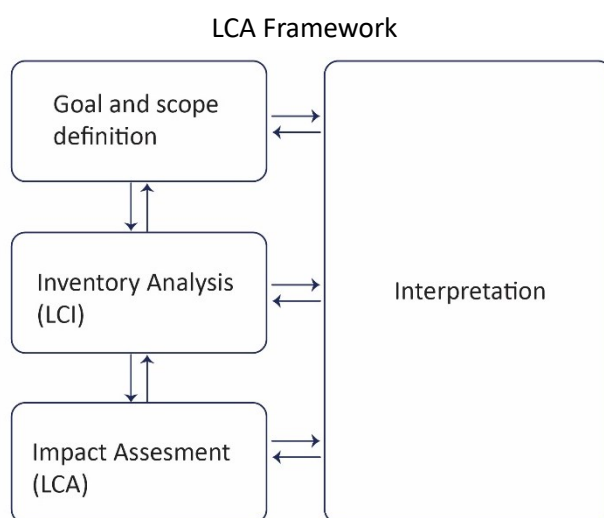 LCA Framework
Goal and scope
definition
Inventory Analysis
(LCI)
Interpretation
Impact Assesment
(LCA)